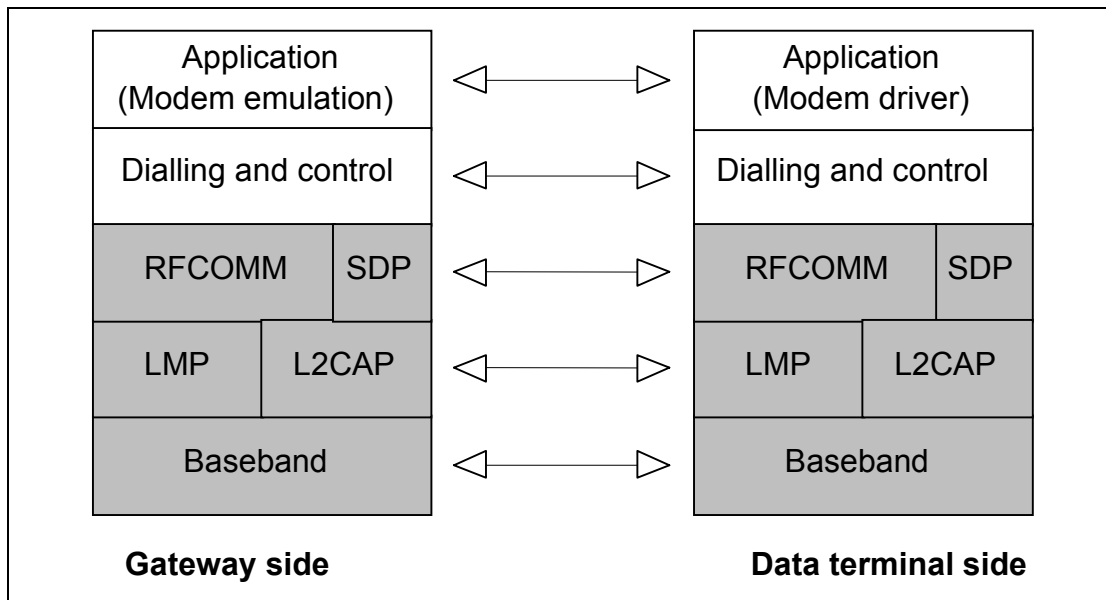 Application
(Modem emulation)
Application
(Modem driver)
Dialling and control
Dialling and control
RFCOMM SDP
RFCOMM SDP
LMP L2CAP
LMP L2CAP
Baseband
Baseband
Gateway side
Data terminal side